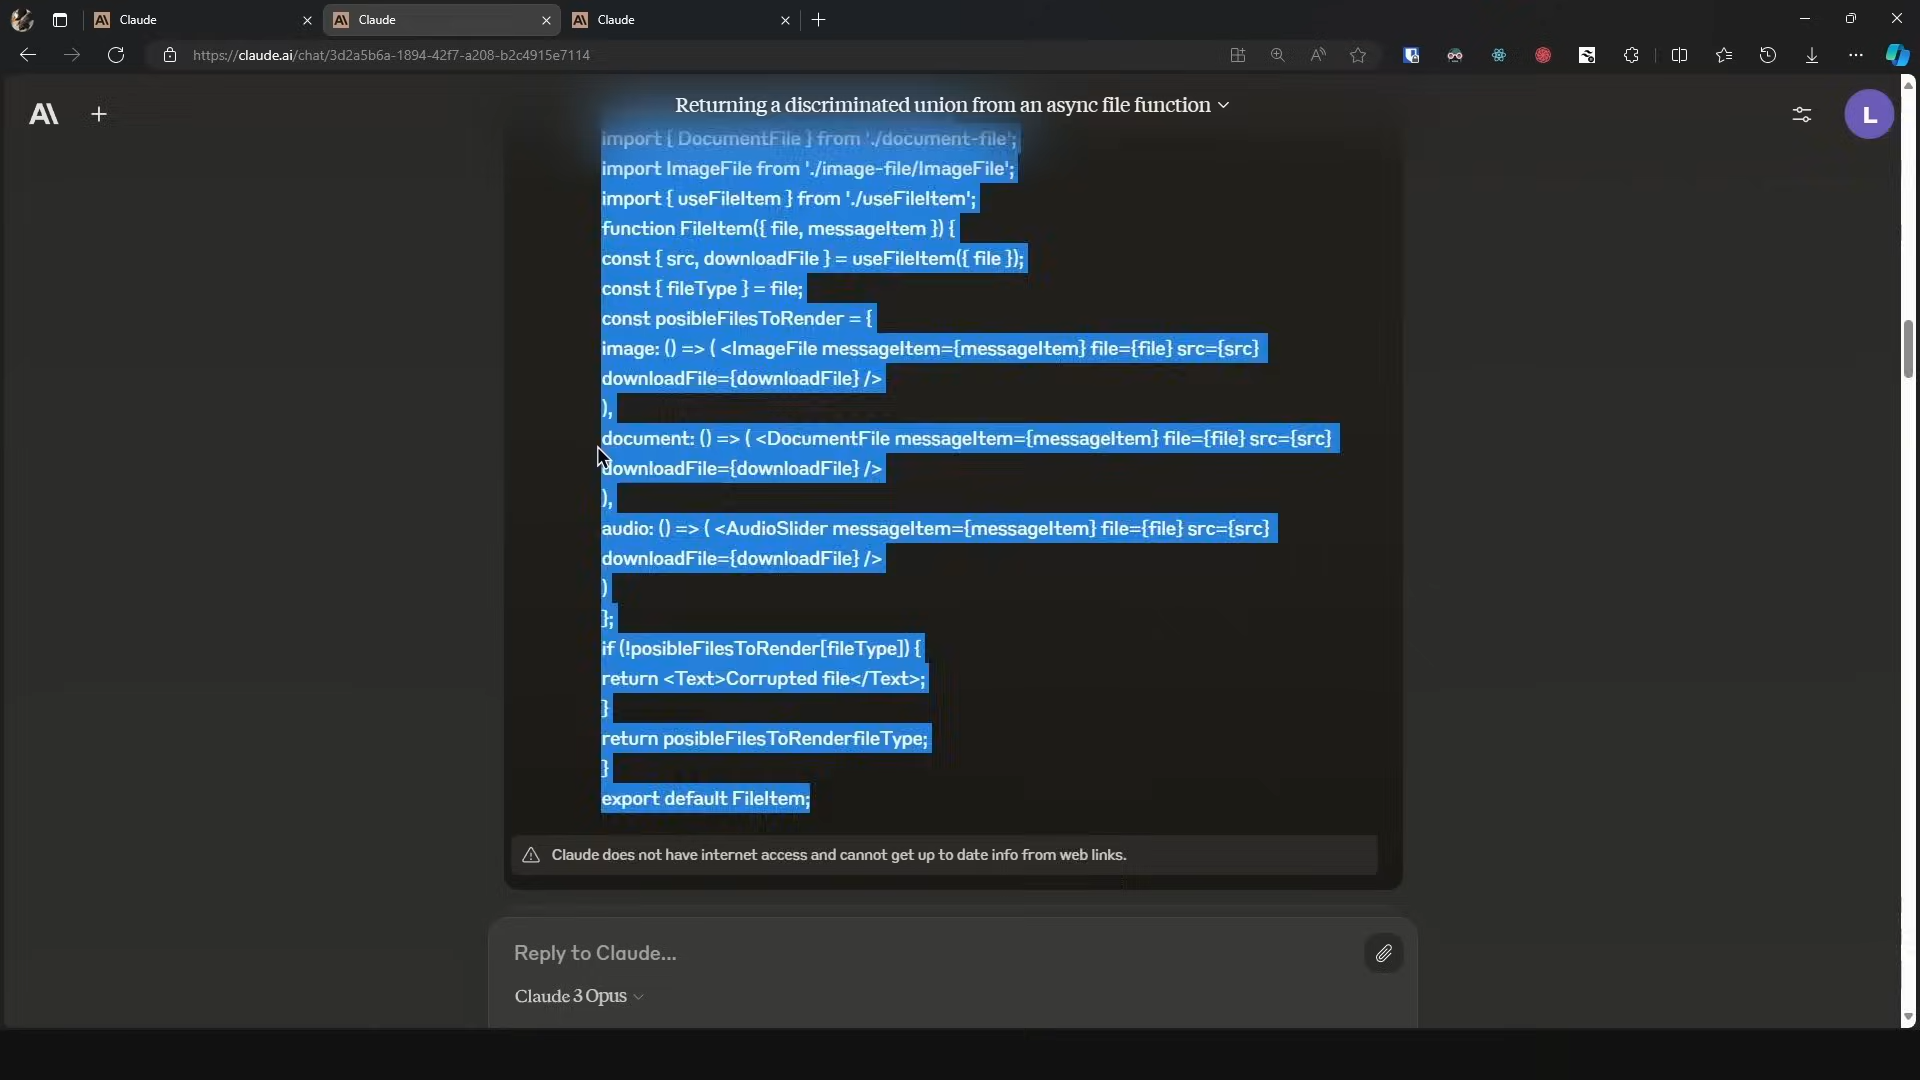 Claude
Claude
Claude
https://claude.ai/chat/3d2a5b6a-1894-42f7-a208-b2c4915e7114
Returning a discriminated union from an async file function
L
import { DocumentFile } from './document-file';
import ImageFile from './image-file/ImageFile';
import { useFileItem } from './useFileItem';
function FileItem({ file, messageItem }) {
const { src, downloadFile } = useFileItem({ file });
const { fileType } = file;
const posibleFilesToRender = {
image: () => ( <ImageFile messageItem={messageItem} file={file} src={src}
downloadFile={downloadFile} />
),
document: () => ( <DocumentFile messageItem={messageItem} file={file} src={src}
downloadFile={downloadFile} />
),
audio: () => ( <AudioSlider messageItem={messageItem} file={file} src={src}
downloadFile={downloadFile} />
)
};
if (!posibleFilesToRender[fileType]) {
return <Text>Corrupted file</Text>;
}
return posibleFilesToRenderfileType;
}
export default FileItem;
Claude does not have internet access and cannot get up to date info from web links.
Reply to Claude...
Claude 3 Opus